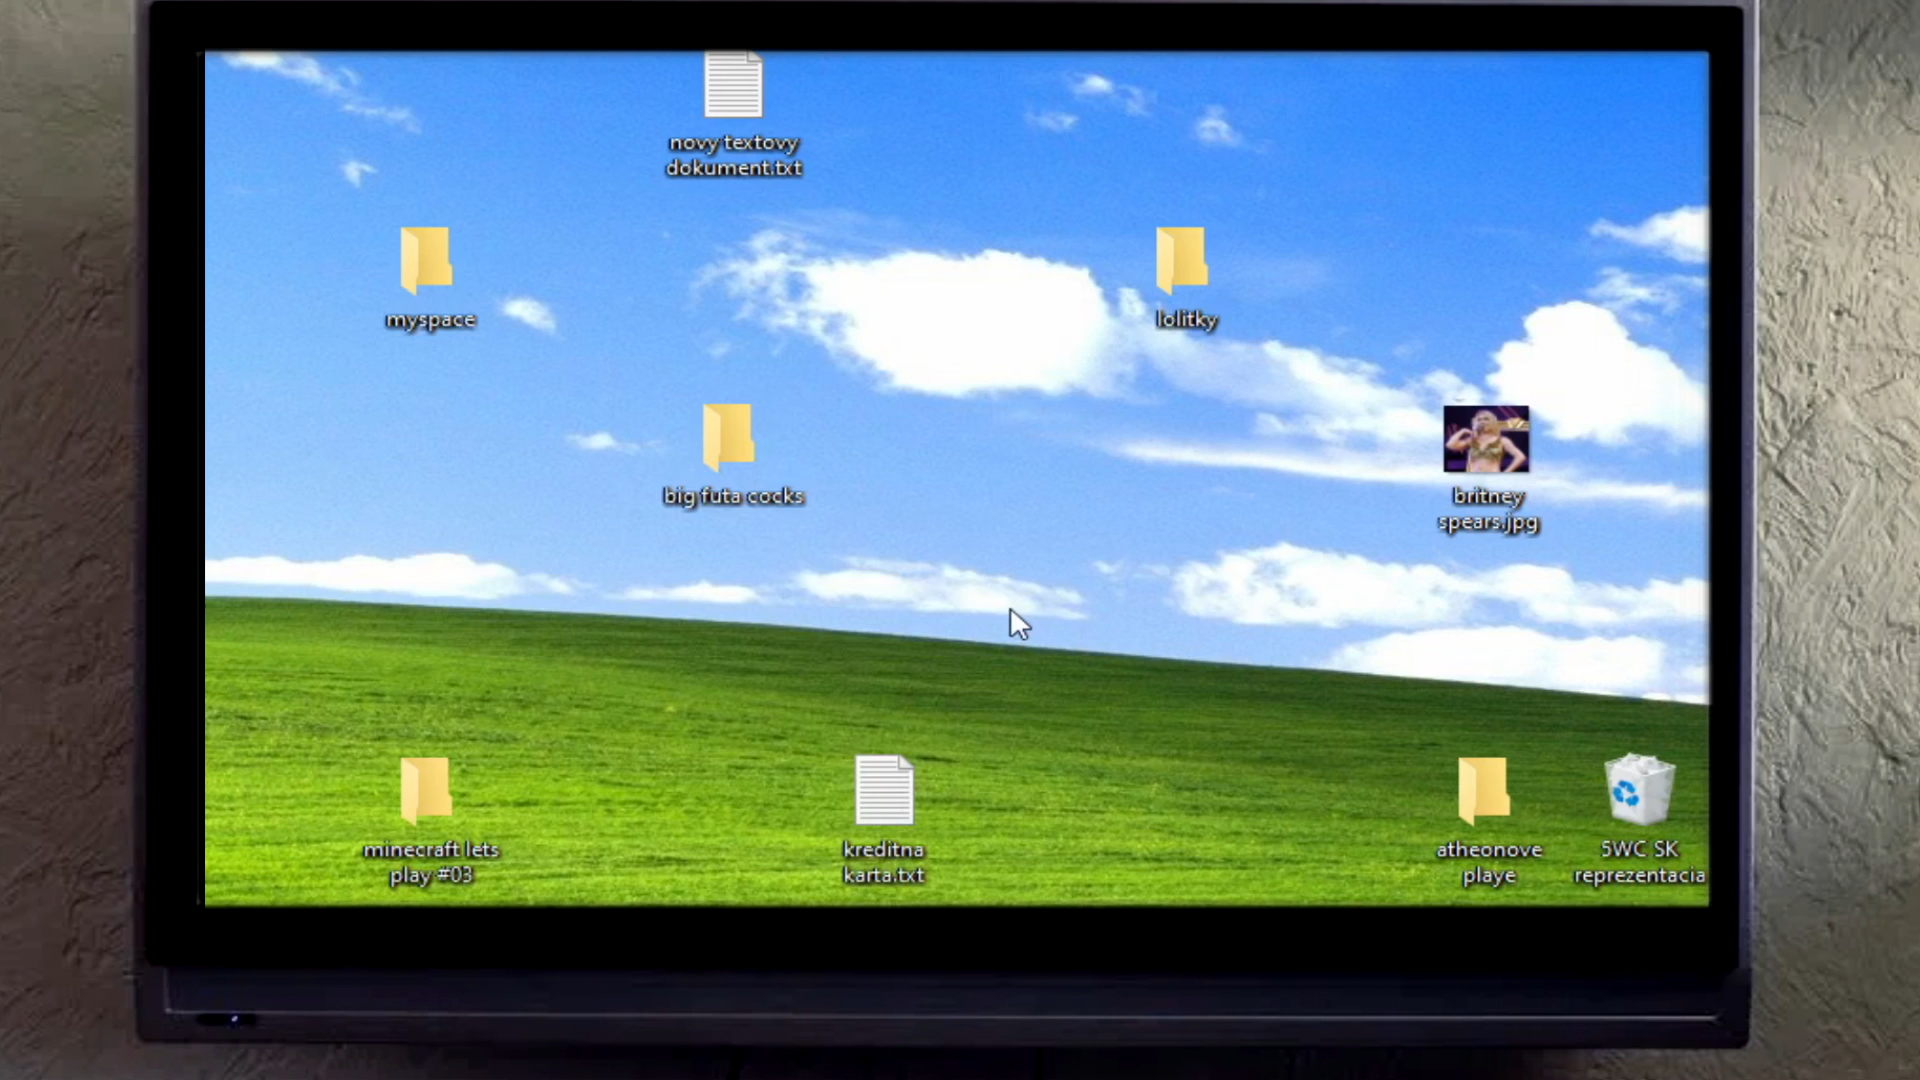 novy textovy
dokument.txt
myspace
lolitky
big futa cocks
britney
spears.jpg
minecraft lets
play #03
kreditna
karta.txt
atheonove
playe
5WC SK
reprezentacia